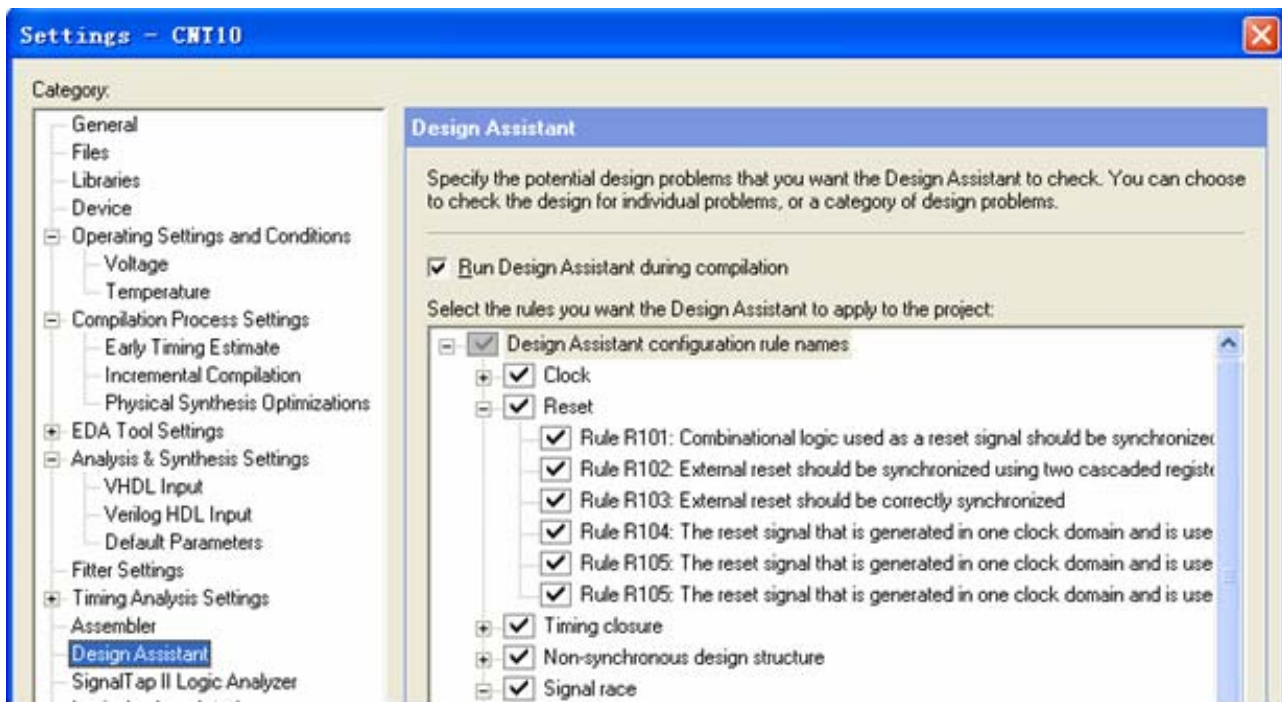 Settings - CNT10
Category:
General
Files
Libraries
Device
Operating Settings and Conditions
Voltage
Temperature
Compilation Process Settings
Early Timing Estimate
Incremental Compilation
Physical Synthesis Optimizations
EDA Tool Settings
Analysis & Synthesis Settings
VHDL Input
Verilog HDL Input
Default Parameters
Fitter Settings
Timing Analysis Settings
Assembler
Design Assistant
SignalTap II Logic Analyzer
Design Assistant
Specify the potential design problems that you want the Design Assistant to check. You can choose
to check the design for individual problems, or a category of design problems.
Run Design Assistant during compilation
Select the rules you want the Design Assistant to apply to the project:
Design Assistant configuration rule names
Clock
Reset
Rule R101: Combinational logic used as a reset signal should be synchronized
Rule R102: External reset should be synchronized using two cascaded registe
Rule R103: External reset should be correctly synchronized
Rule R104: The reset signal that is generated in one clock domain and is use
Rule R105: The reset signal that is generated in one clock domain and is use
Rule R105: The reset signal that is generated in one clock domain and is use
Timing closure
Non-synchronous design structure
Signal race